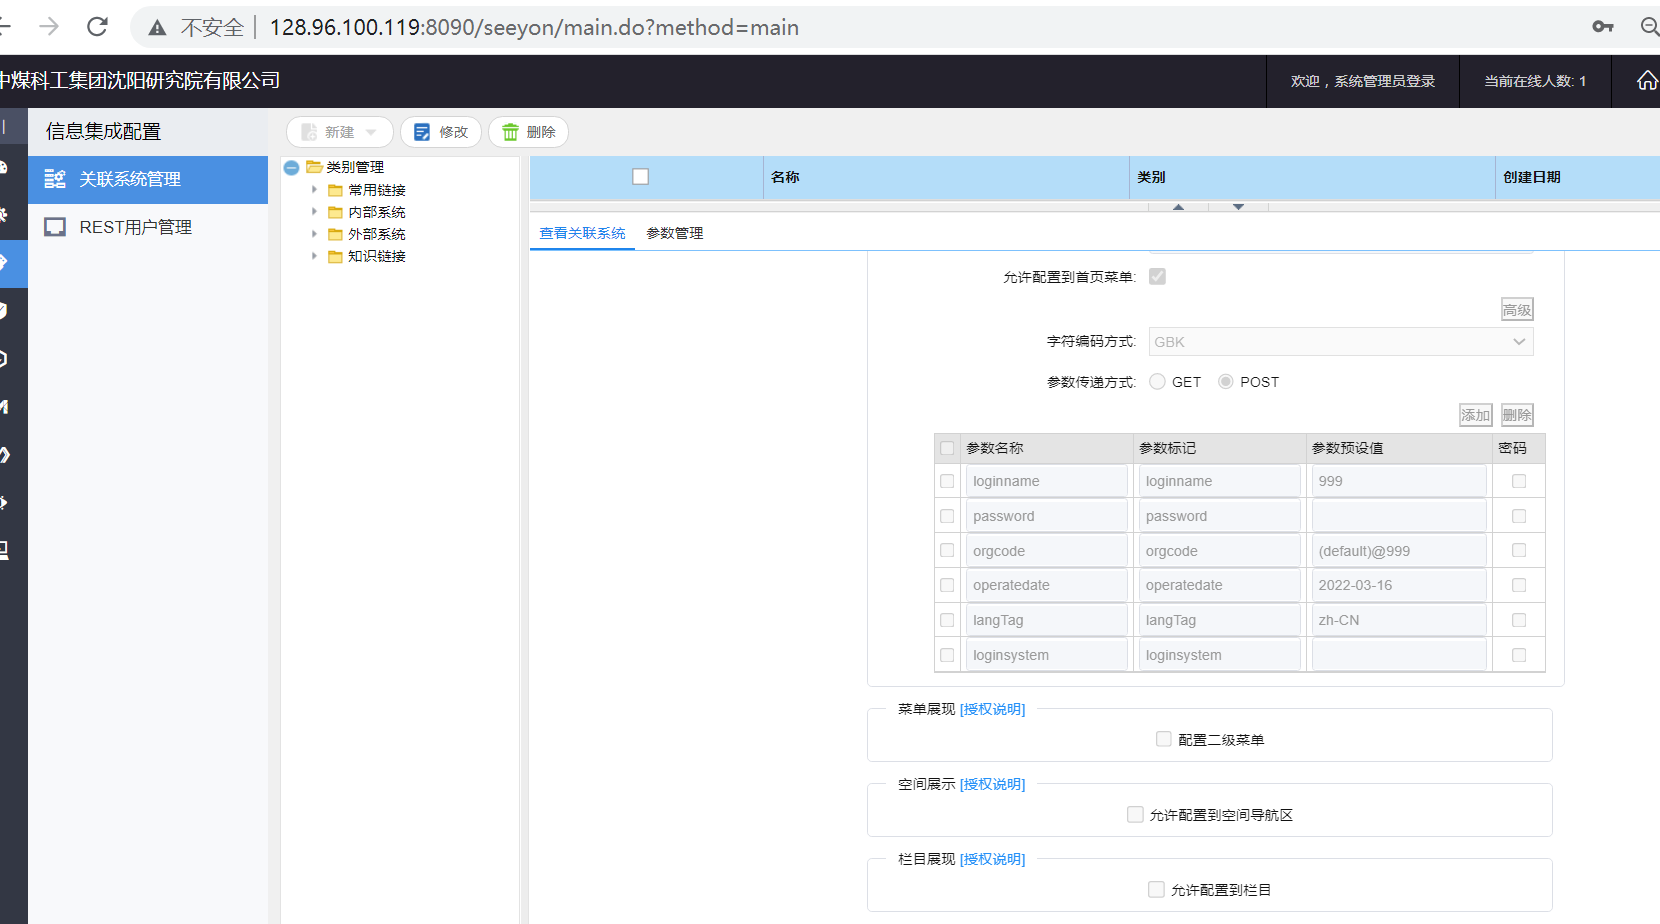 不安全 128.96.100.119:8090/seeyon/main.do?method=main
中煤科工集团沈阳研究院有限公司 欢迎，系统管理员登录 当前在线人数: 1
信息集成配置 新建 修改 删除
关联系统管理
REST用户管理
类别管理
常用链接
内部系统
外部系统
知识链接
名称 类别 创建日期
查看关联系统 参数管理
允许配置到首页菜单:
高级
字符编码方式: GBK
参数传递方式: GET POST
添加 删除
参数名称 参数标记 参数预设值 密码
loginname loginname 999
password password
orgcode orgcode (default)@999
operatedate operatedate 2022-03-16
langTag langTag zh-CN
loginsystem loginsystem
菜单展现 [授权说明]
配置二级菜单
空间展示 [授权说明]
允许配置到空间导航区
栏目展现 [授权说明]
允许配置到栏目